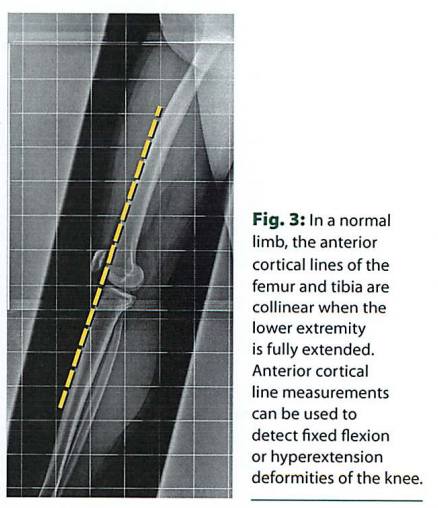 Fig. 3: In a normal
limb, the anterior
cortical lines of the
femur and tibia are
collinear when the
lower extremity
is fully extended.
Anterior cortical
line measurements
can be used to
detect fixed flexion
or hyperextension
deformities of the knee.